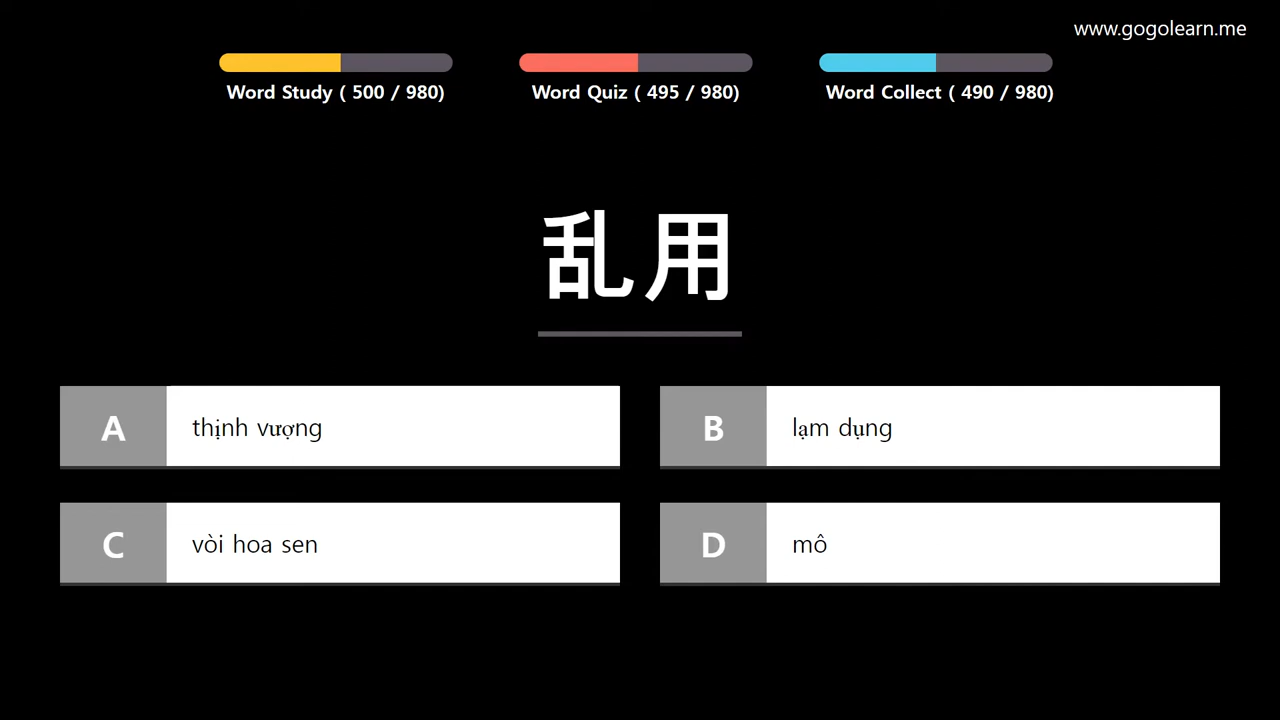 www.gogolearn.me
Word Study ( 500 / 980)
Word Quiz ( 495 / 980)
Word Collect ( 490 / 980)
乱用
A thịnh vượng
B lạm dụng
C vòi hoa sen
D mô